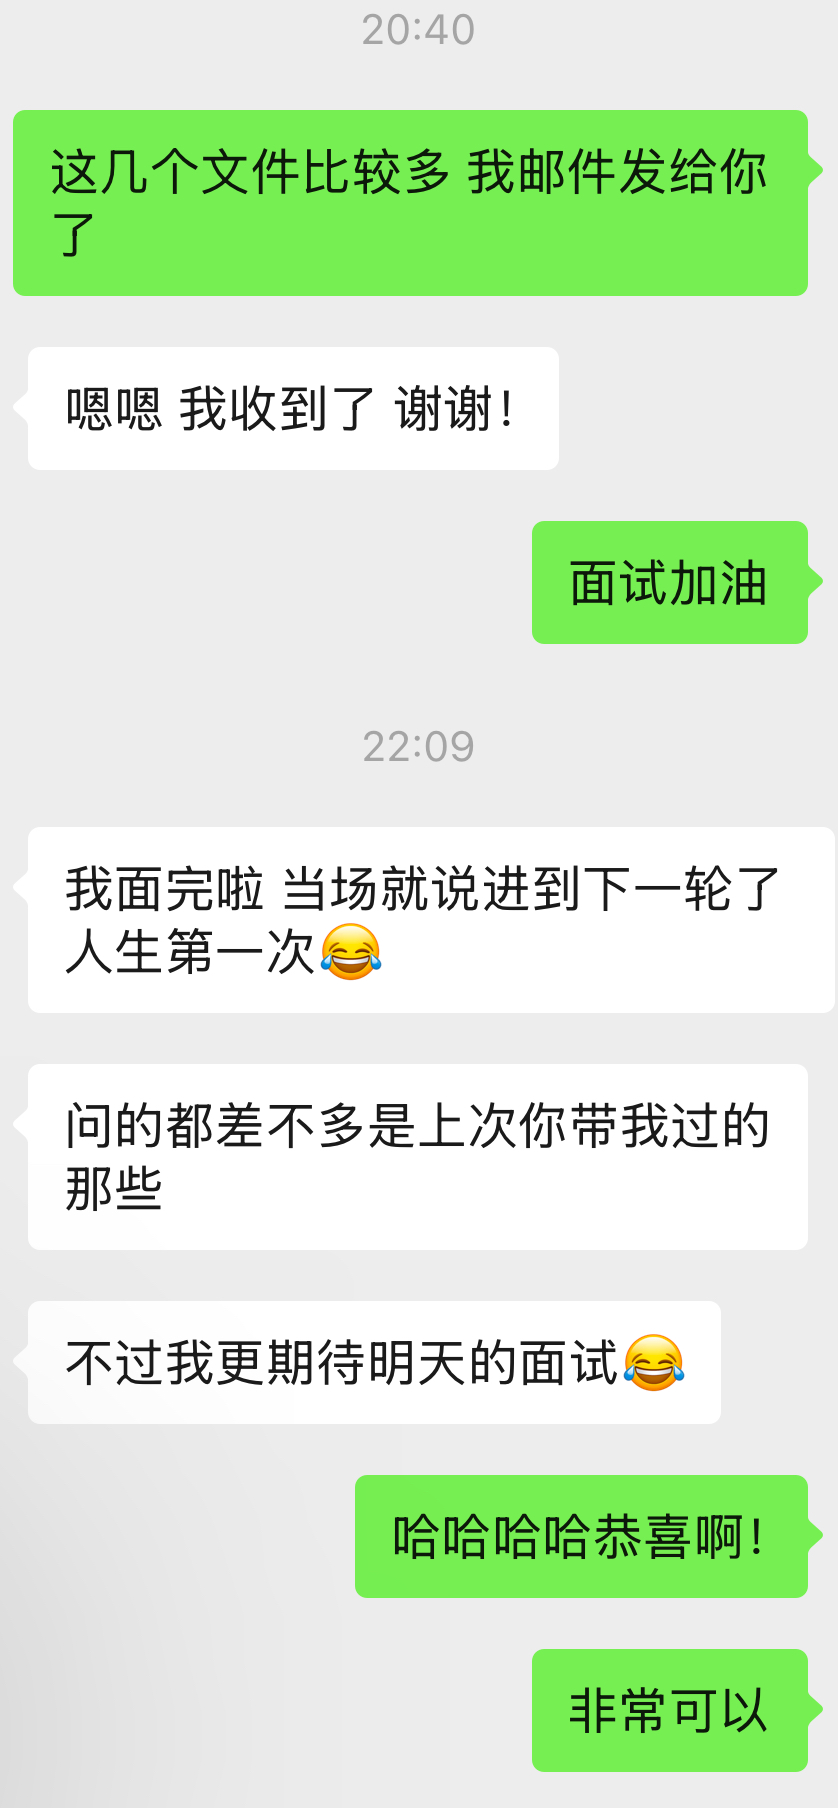 20:40
这几个文件比较多 我邮件发给你
了
嗯嗯 我收到了 谢谢！
面试加油
22:09
我面完啦 当场就说进到下一轮了
人生第一次😂
问的都差不多是上次你带我过的
那些
不过我更期待明天的面试😂
哈哈哈哈恭喜啊！
非常可以